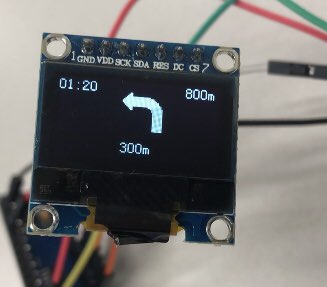 1 GND VDD SCK SDA RES DC CS 7
01:20 800m
300m